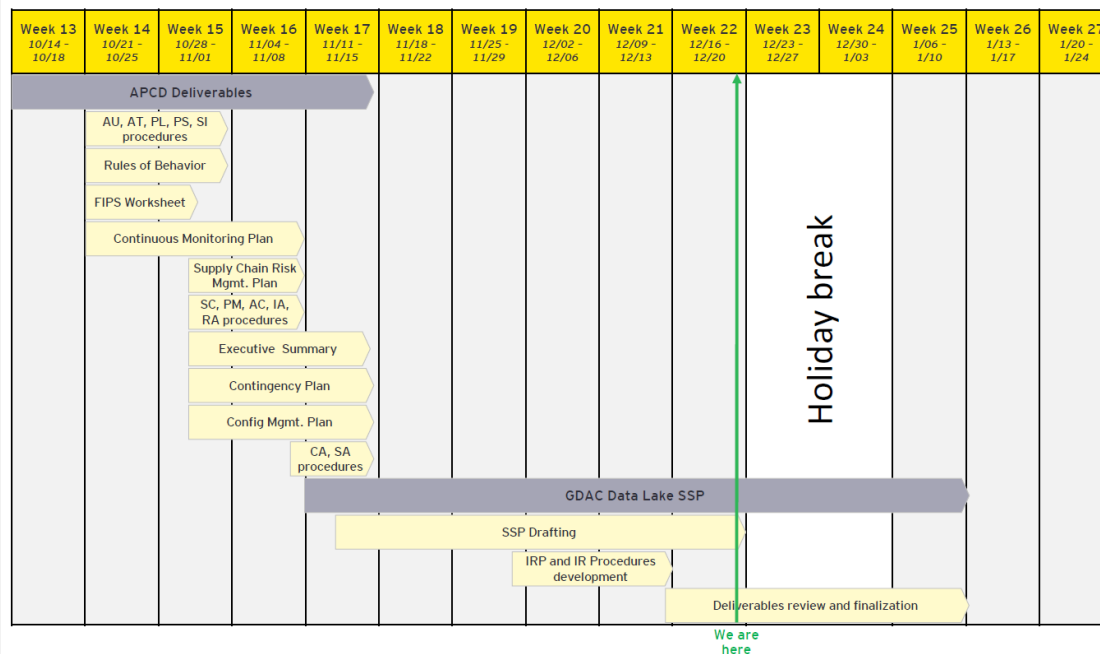 Week 13
10/14 -
10/18
Week 14
10/21 -
10/25
Week 15
10/28 -
11/01
Week 16
11/04 -
11/08
Week 17
11/11 -
11/15
Week 18
11/18 -
11/22
Week 19
11/25 -
11/29
Week 20
12/02 -
12/06
Week 21
12/09 -
12/13
Week 22
12/16 -
12/20
Week 23
12/23 -
12/27
Week 24
12/30 -
1/03
Week 25
1/06 -
1/10
Week 26
1/13 -
1/17
Week 27
1/20 -
1/24
APCD Deliverables
AU, AT, PL, PS, SI
procedures
Rules of Behavior
FIPS Worksheet
Continuous Monitoring Plan
Supply Chain Risk
Mgmt. Plan
SC, PM, AC, IA,
RA procedures
Executive Summary
Contingency Plan
Config Mgmt. Plan
CA, SA
procedures
GDAC Data Lake SSP
SSP Drafting
IRP and IR Procedures
development
Deliverables review and finalization
Holiday break
We are
here